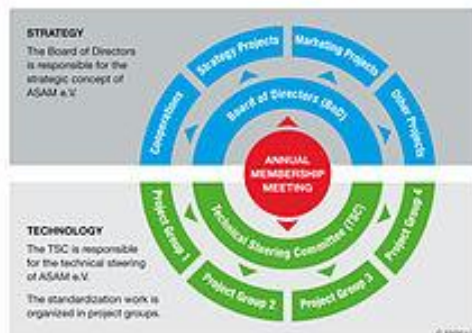 STRATEGY
The Board of Directors
is responsible for the
strategic concept of
ASAM e.V.
Cooperations
Strategy Projects
Marketing Projects
Other Projects
Board of Directors (BoD)
ANNUAL
MEMBERSHIP
MEETING
Technical Steering Committee (TSC)
Project Group 1
Project Group 2
Project Group 3
Project Group 4
TECHNOLOGY
The TSC is responsible
for the technical steering
of ASAM e.V.
The standardization work is
organized in project groups.